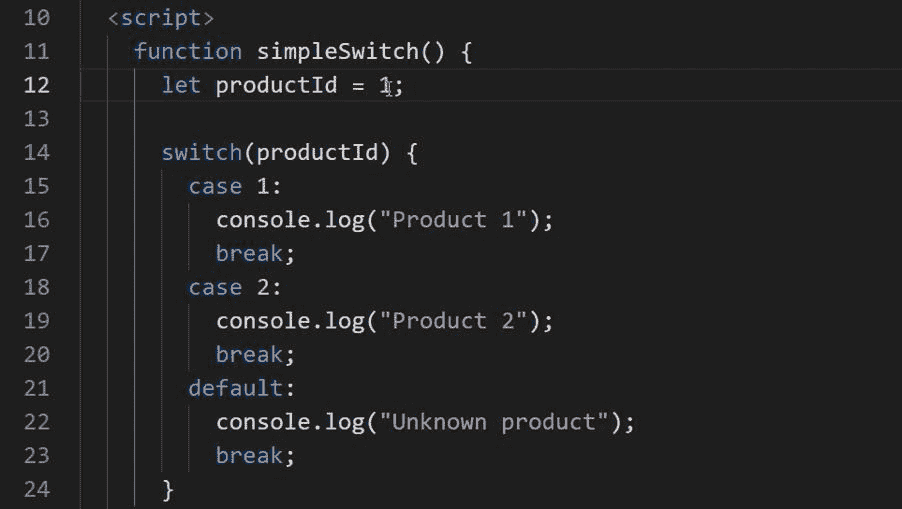 10 <script>
11 function simpleSwitch() {
12 let productId = 1;
13
14 switch(productId) {
15 case 1:
16 console.log("Product 1");
17 break;
18 case 2:
19 console.log("Product 2");
20 break;
21 default:
22 console.log("Unknown product");
23 break;
24 }